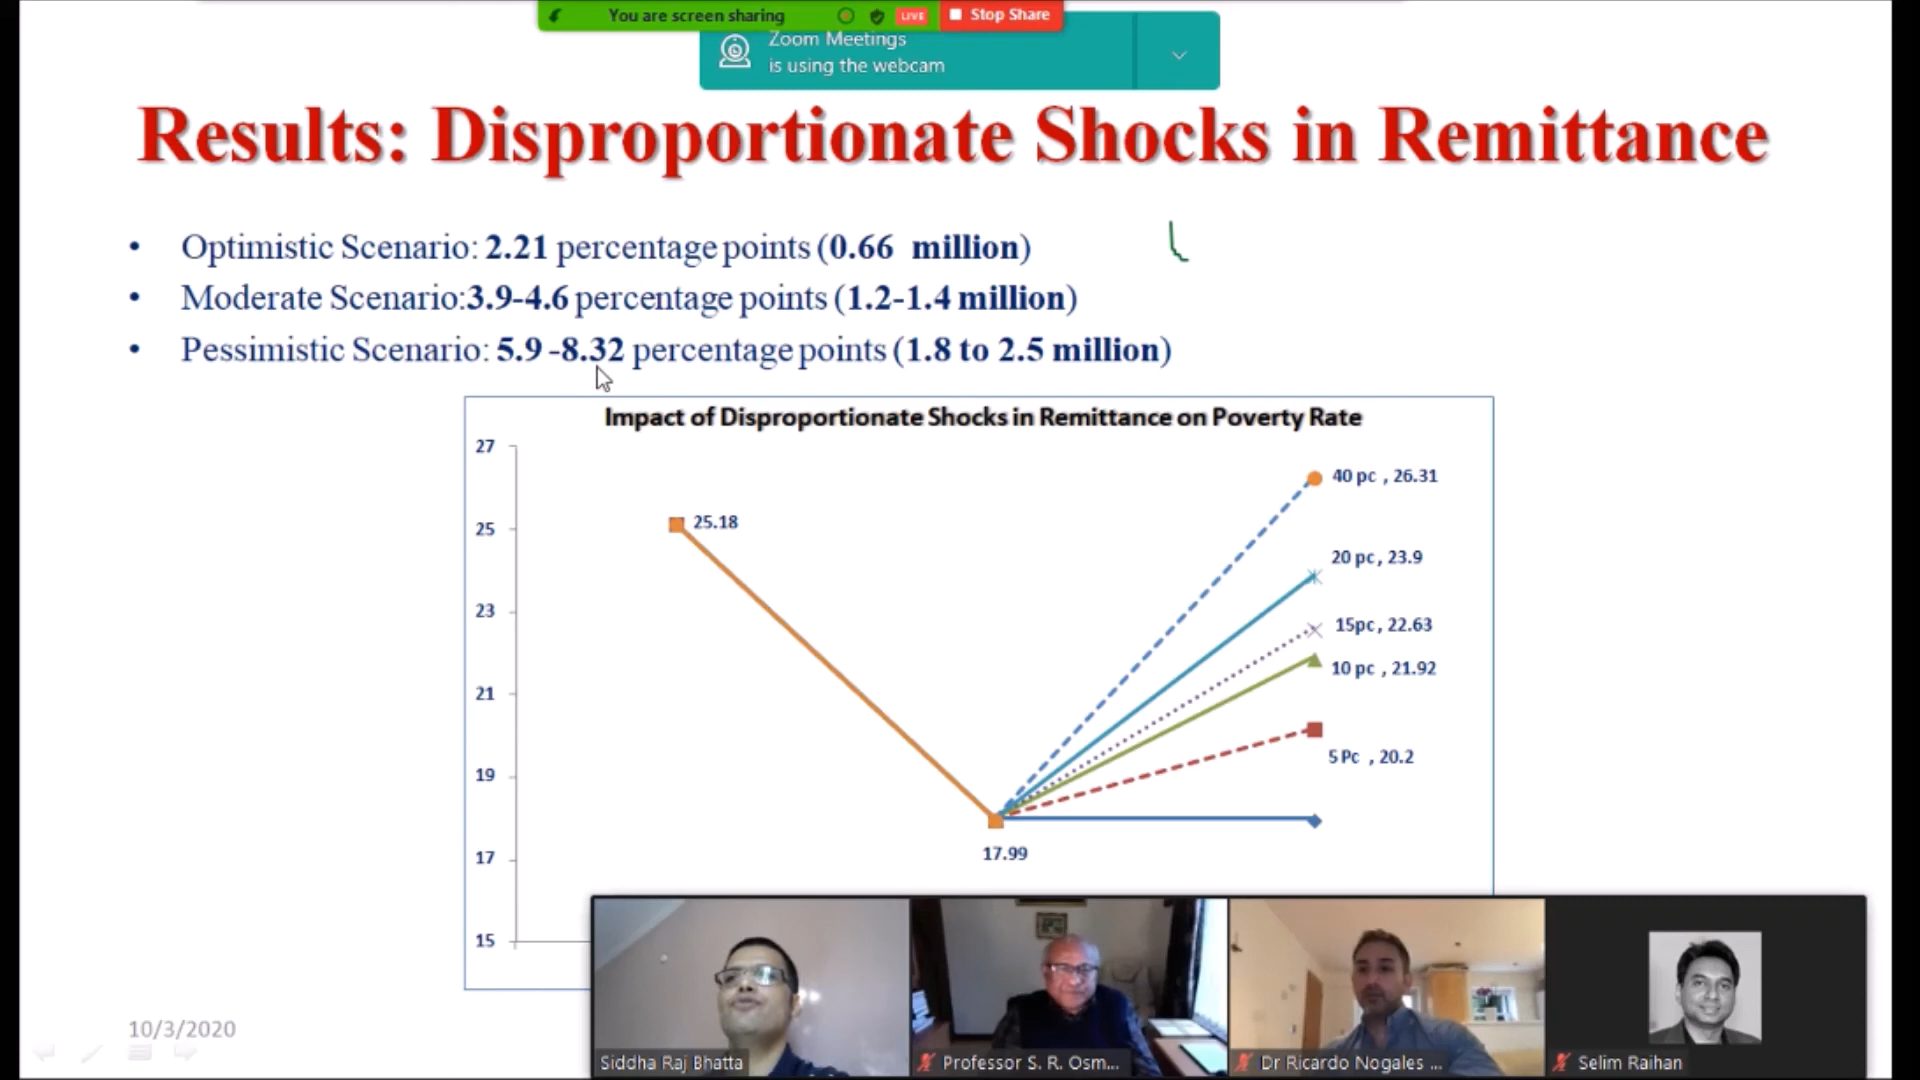 You are screen sharing LIVE Stop Share
Zoom Meetings
is using the webcam
Results: Disproportionate Shocks in Remittance
• Optimistic Scenario: 2.21 percentage points (0.66 million)
• Moderate Scenario:3.9-4.6 percentage points (1.2-1.4 million)
• Pessimistic Scenario: 5.9 -8.32 percentage points (1.8 to 2.5 million)
Impact of Disproportionate Shocks in Remittance on Poverty Rate
27
40 pc , 26.31
25
25.18
20 pc, 23.9
23
15pc, 22.63
10 pc , 21.92
21
5 Pc , 20.2
19
17
17.99
15
10/3/2020
Siddha Raj Bhatta
Professor S. R. Osm...
Dr Ricardo Nogales ...
Selim Raihan